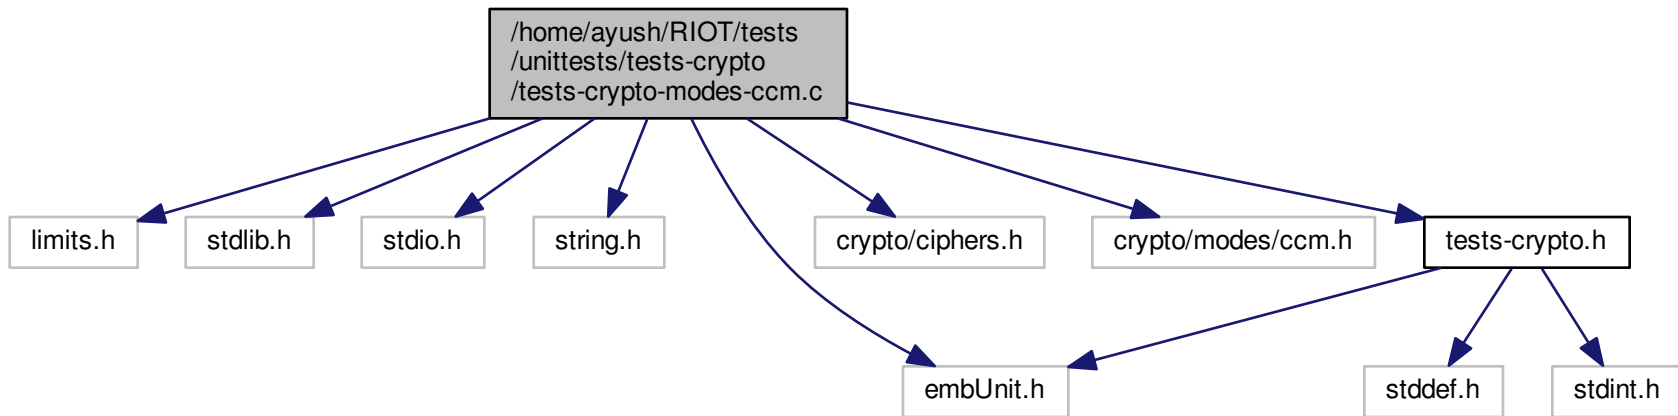 /home/ayush/RIOT/tests
/unittests/tests-crypto
/tests-crypto-modes-ccm.c
limits.h
stdlib.h
stdio.h
string.h
crypto/ciphers.h
crypto/modes/ccm.h
tests-crypto.h
embUnit.h
stddef.h
stdint.h